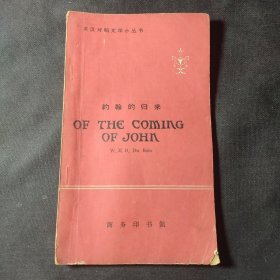 英汉对照文学小丛书
约翰的归来
OF THE COMING
OF JOHN
W. E. B. Du Bois
商务印书馆